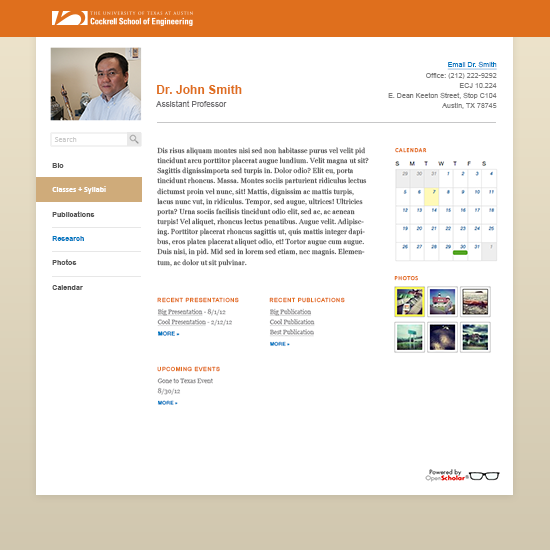 THE UNIVERSITY OF TEXAS AT AUSTIN
Cockrell School of Engineering
Dr. John Smith
Assistant Professor
Email Dr. Smith
Office: (212) 222-9292
ECJ 10.224
E. Dean Keeton Street, Stop C104
Austin, TX 78745
Search
Bio
Classes + Syllabi
Publications
Research
Photos
Calendar
Dis risus aliquam montes nisi sed non habitasse purus vel velit pid
tincidunt arcu porttitor placerat augue lundium. Velit magna ut sit?
Sagittis dignissimporta sed turpis in. Dolor odio? Elit eu, porta
tincidunt rhoncus. Massa. Montes sociis parturient ridiculus lectus
dictumst proin vel nunc, sit! Mattis, dignissim ac mattis turpis,
lacus nunc vut, in ridiculus. Tempor, sed augue, ultrices! Ultricies
porta? Urna sociis facilisis tincidunt odio elit, sed ac, ac aenean
turpis! Vel aliquet, rhoncus lectus penatibus. Augue velit. Adipisc-
ing. Porttitor placerat rhoncus sagittis ut, quis mattis integer dapi-
bus, eros platea placerat aliquet odio, et! Tortor augue cum augue.
Duis nisi, in pid. Mid sed in lorem sed etiam, nec magnis. Elemen-
tum, ac dolor ut sit pulvinar.
CALENDAR
S M T W T F S
29 30 31 1 2 3 4
5 6 7 8 9 10 11
12 13 14 15 16 17 18
19 20 21 22 23 24 25
26 27 28 29 30 31 1
PHOTOS
RECENT PRESENTATIONS
Big Presentation - 8/1/12
Cool Presentation - 2/12/12
MORE »
RECENT PUBLICATIONS
Big Publication
Cool Publication
Best Publication
MORE »
UPCOMING EVENTS
Gone to Texas Event
8/30/12
MORE »
Powered by
OpenScholar®